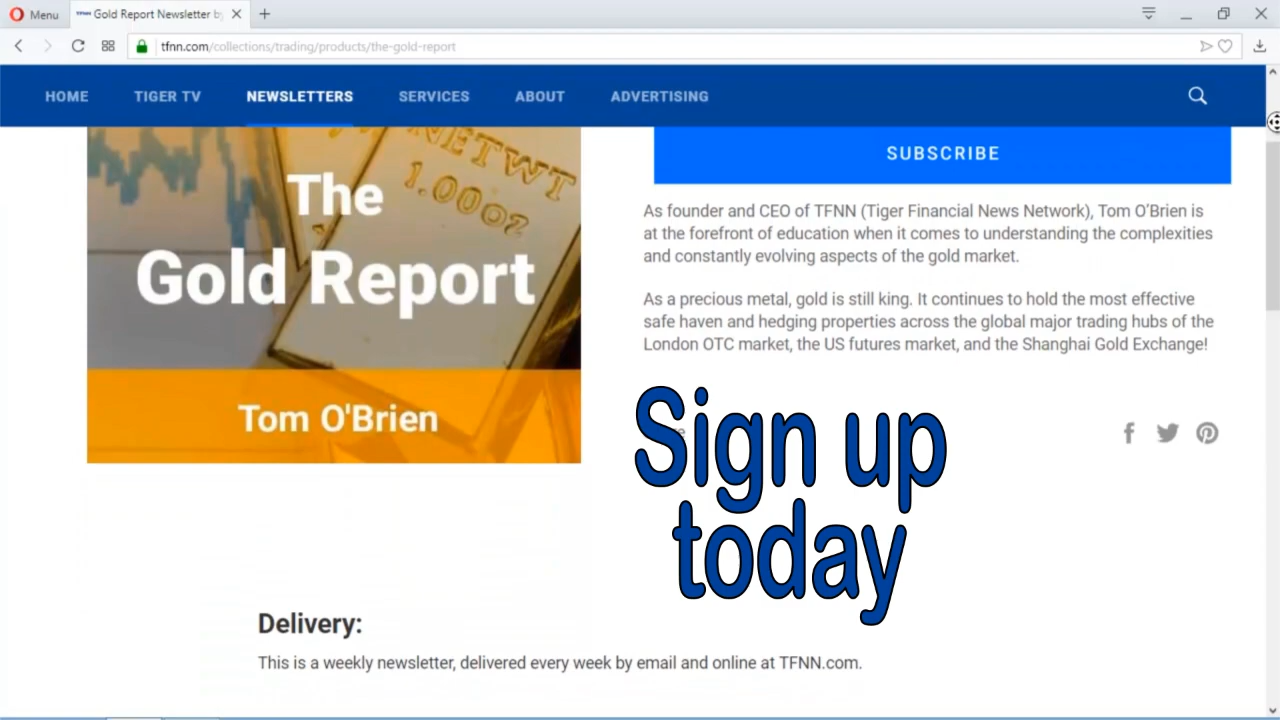 Menu
TFNN Gold Report Newsletter by
tfnn.com/collections/trading/products/the-gold-report
HOME
TIGER TV
NEWSLETTERS
SERVICES
ABOUT
ADVERTISING
NETWT
1.00OZ
The
Gold Report
Tom O'Brien
SUBSCRIBE
As founder and CEO of TFNN (Tiger Financial News Network), Tom O'Brien is
at the forefront of education when it comes to understanding the complexities
and constantly evolving aspects of the gold market.
As a precious metal, gold is still king. It continues to hold the most effective
safe haven and hedging properties across the global major trading hubs of the
London OTC market, the US futures market, and the Shanghai Gold Exchange!
Sign up
today
Delivery:
This is a weekly newsletter, delivered every week by email and online at TFNN.com.